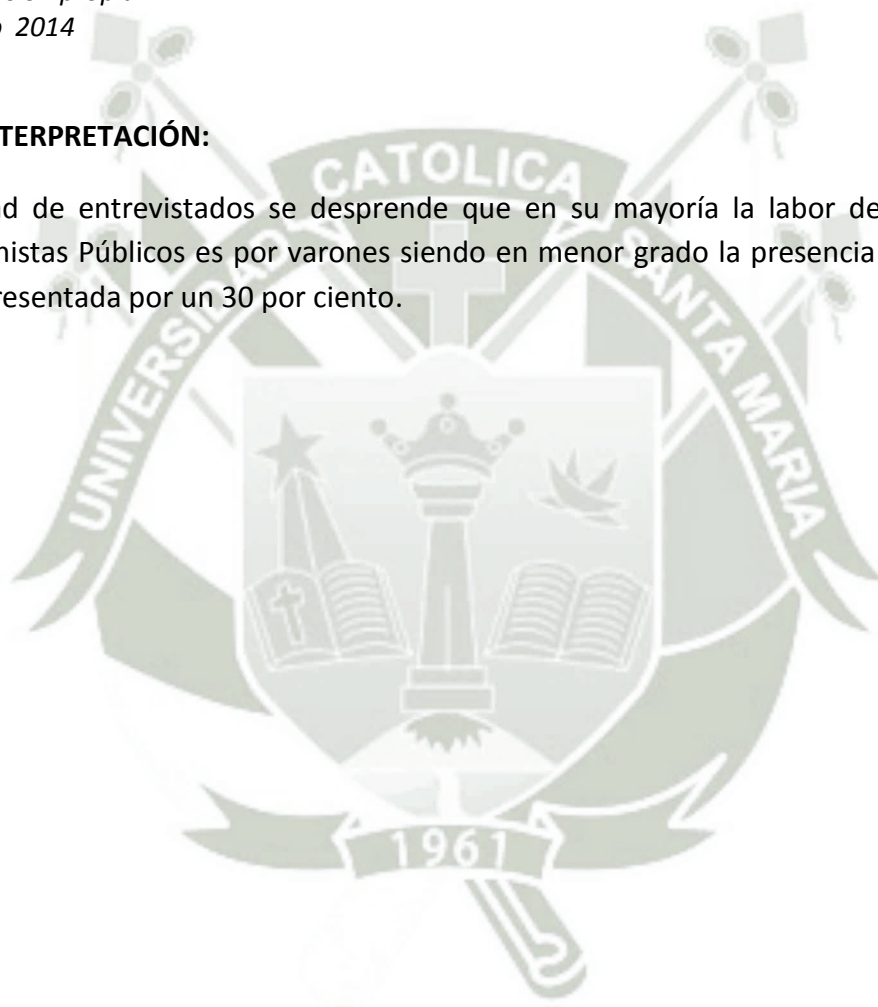 2014
TERPRETACIÓN:
d de entrevistados se desprende que en su mayoría la labor de
nistas Públicos es por varones siendo en menor grado la presencia
resentada por un 30 por ciento.
UNIVERSIDAD CATOLICA SANTA MARIA
1961